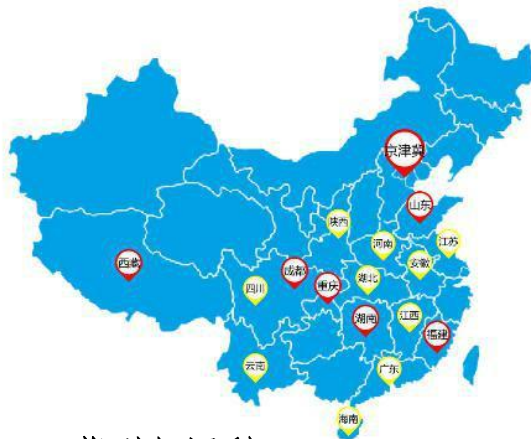 京津冀
山东
陕西
河南
江苏
西藏
成都
安徽
四川
重庆
湖北
湖南
江西
福建
云南
广东
海南